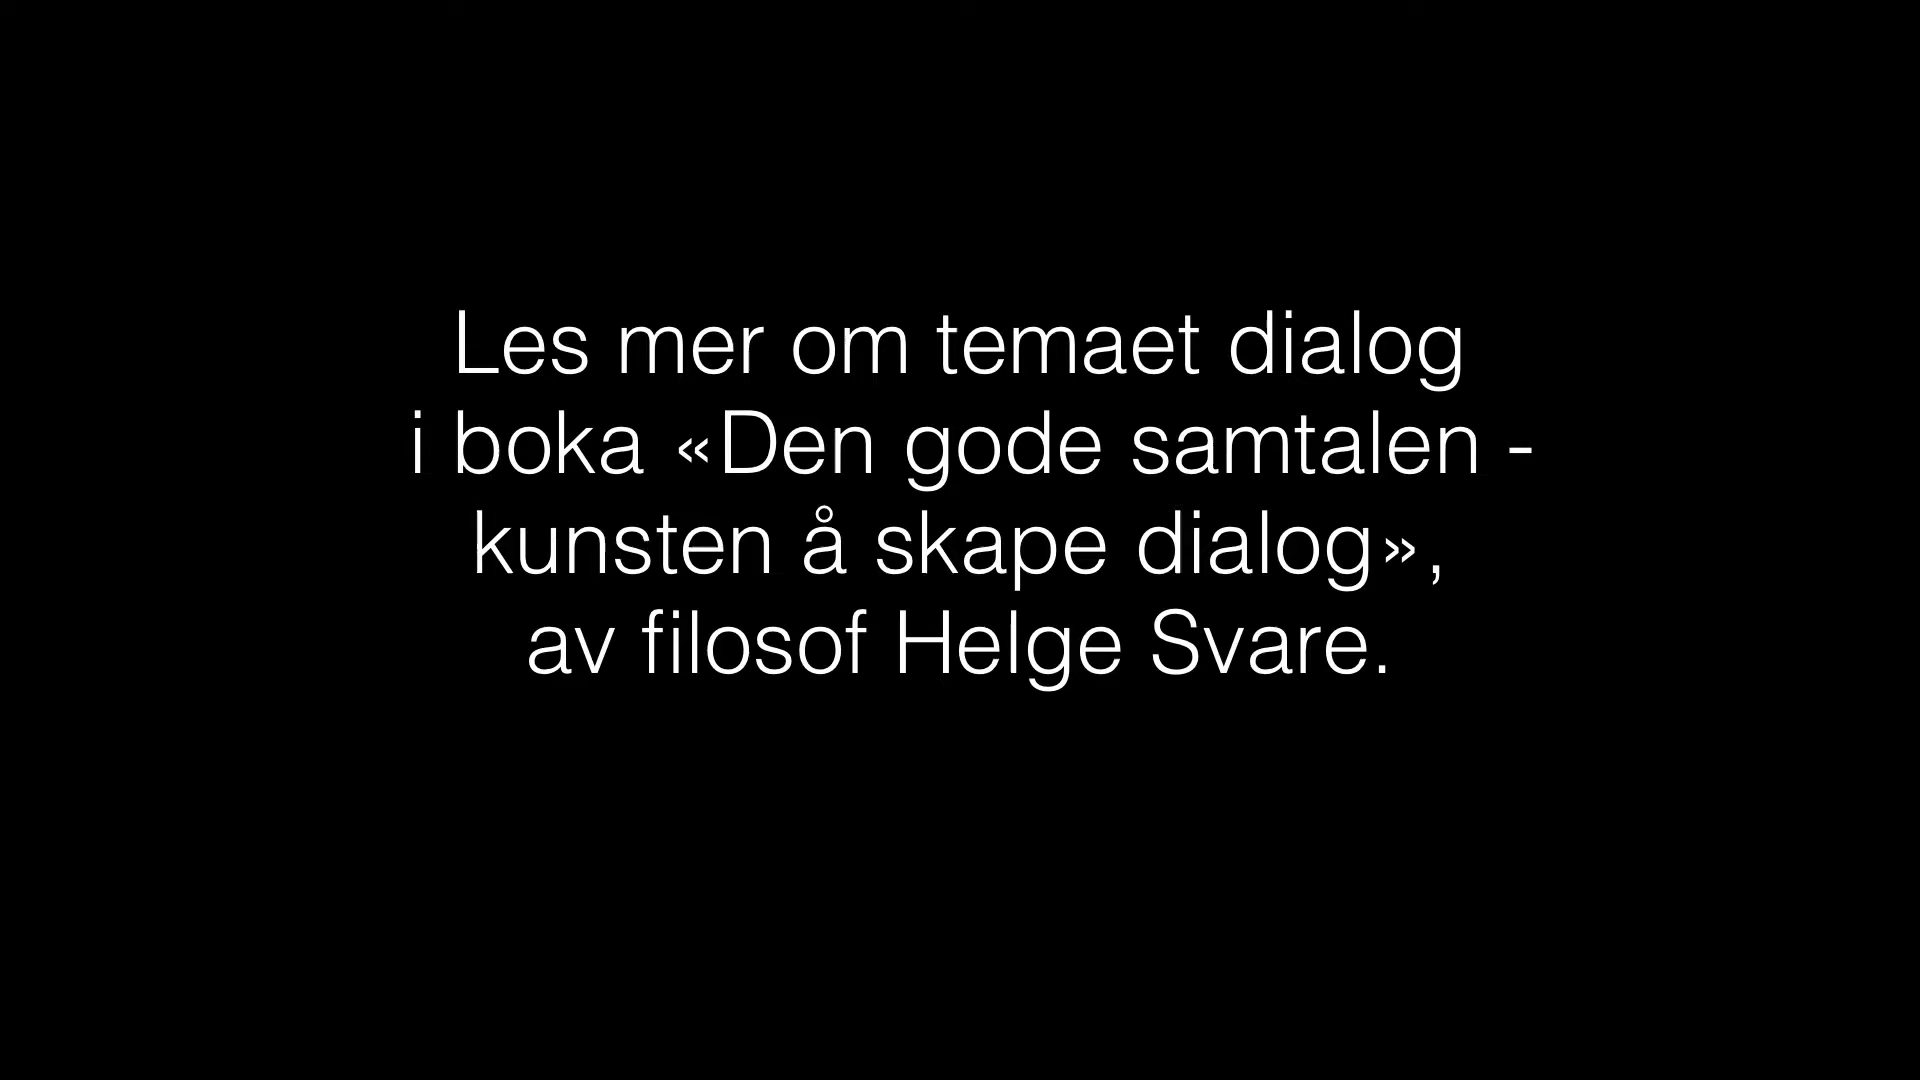 Les mer om temaet dialog
i boka «Den gode samtalen -
kunsten å skape dialog»,
av filosof Helge Svare.